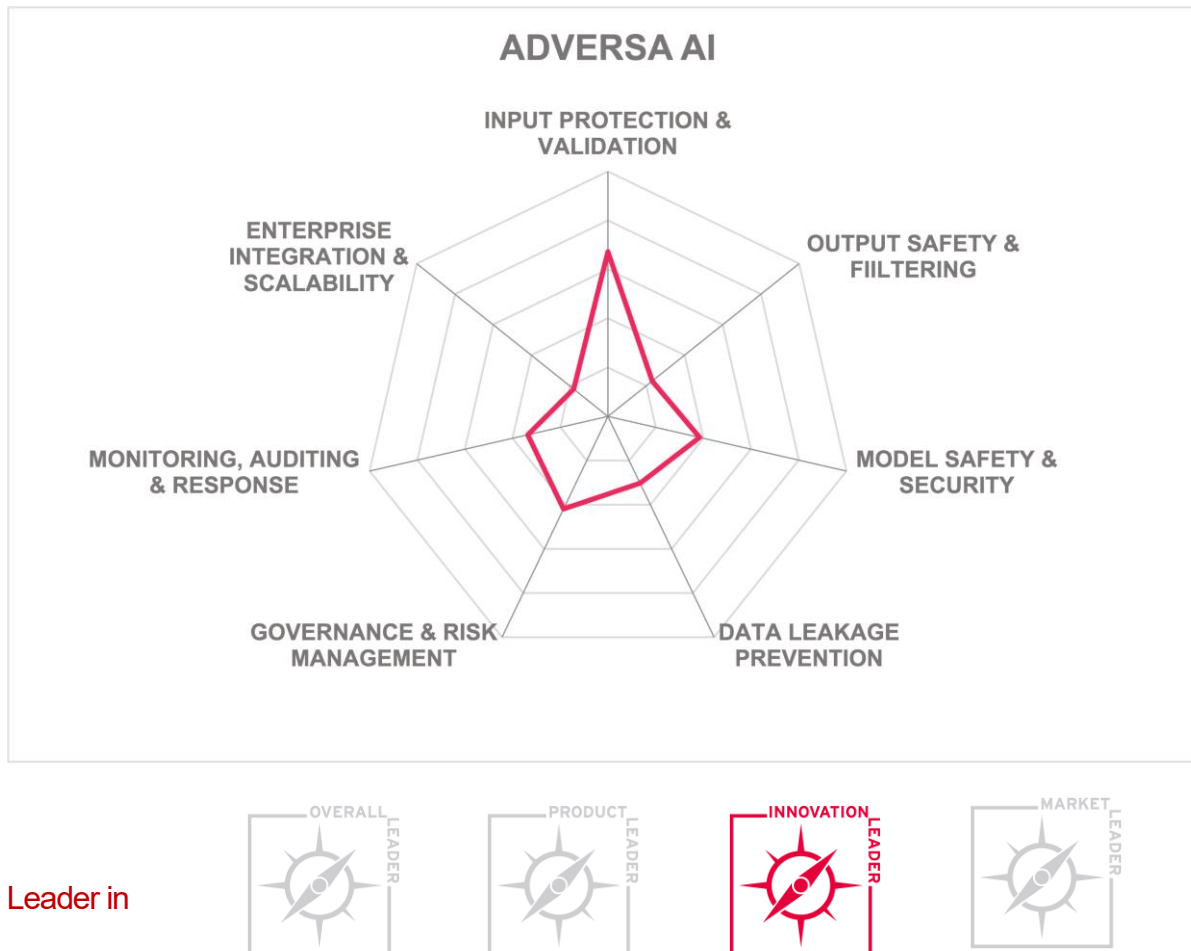 ADVERSA AI
INPUT PROTECTION &
VALIDATION
ENTERPRISE
INTEGRATION &
SCALABILITY
OUTPUT SAFETY &
FIILTERING
MONITORING, AUDITING
& RESPONSE
MODEL SAFETY &
SECURITY
GOVERNANCE & RISK
MANAGEMENT
DATA LEAKAGE
PREVENTION
Leader in
OVERALL
LEADER
PRODUCT
LEADER
INNOVATION
LEADER
MARKET
LEADER